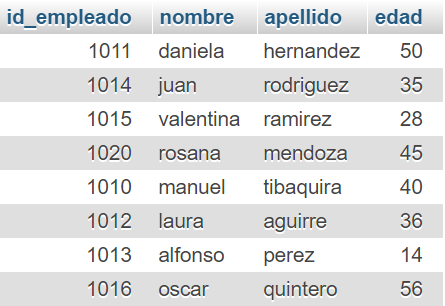 id_empleado nombre apellido edad
1011 daniela hernandez 50
1014 juan rodriguez 35
1015 valentina ramirez 28
1020 rosana mendoza 45
1010 manuel tibaquira 40
1012 laura aguirre 36
1013 alfonso perez 14
1016 oscar quintero 56